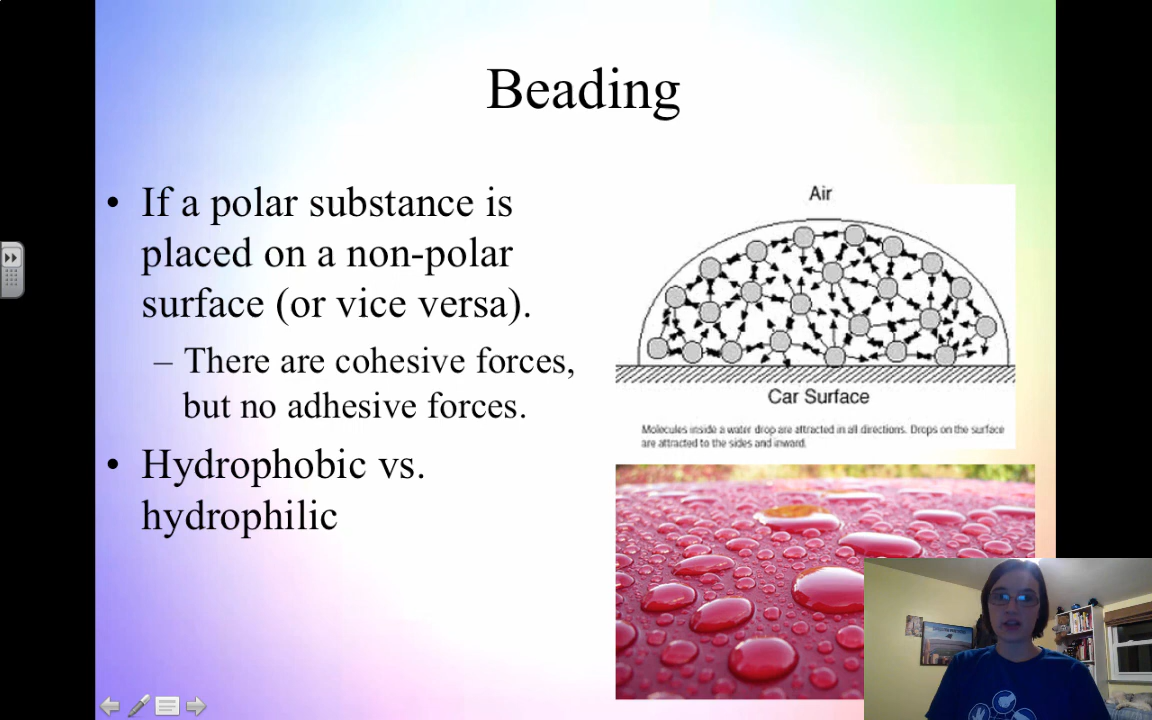 Beading
• If a polar substance is
placed on a non-polar
surface (or vice versa).
– There are cohesive forces,
but no adhesive forces.
• Hydrophobic vs.
hydrophilic
Air
Car Surface
Molecules inside a water drop are attracted in all directions. Drops on the surface
are attracted to the sides and inward.